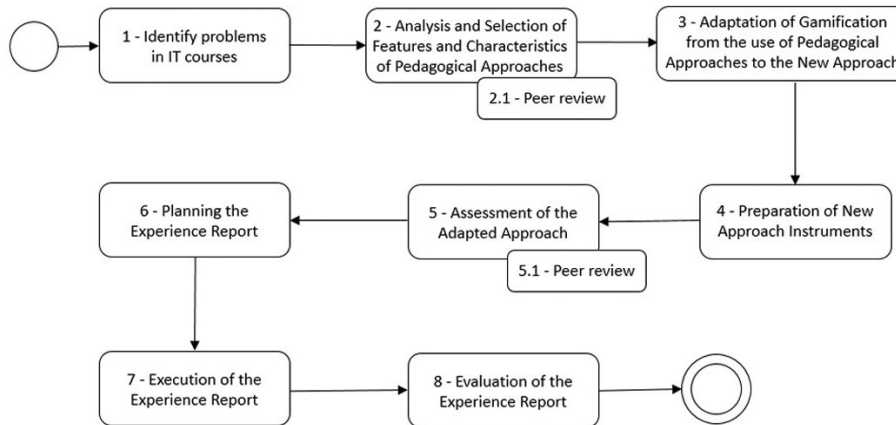 1 - Identify problems
in IT courses
2 - Analysis and Selection of
Features and Characteristics
of Pedagogical Approaches
2.1 - Peer review
3 - Adaptation of Gamification
from the use of Pedagogical
Approaches to the New Approach
4 - Preparation of New
Approach Instruments
5 - Assessment of the
Adapted Approach
5.1 - Peer review
6 - Planning the
Experience Report
7 - Execution of the
Experience Report
8 - Evaluation of the
Experience Report